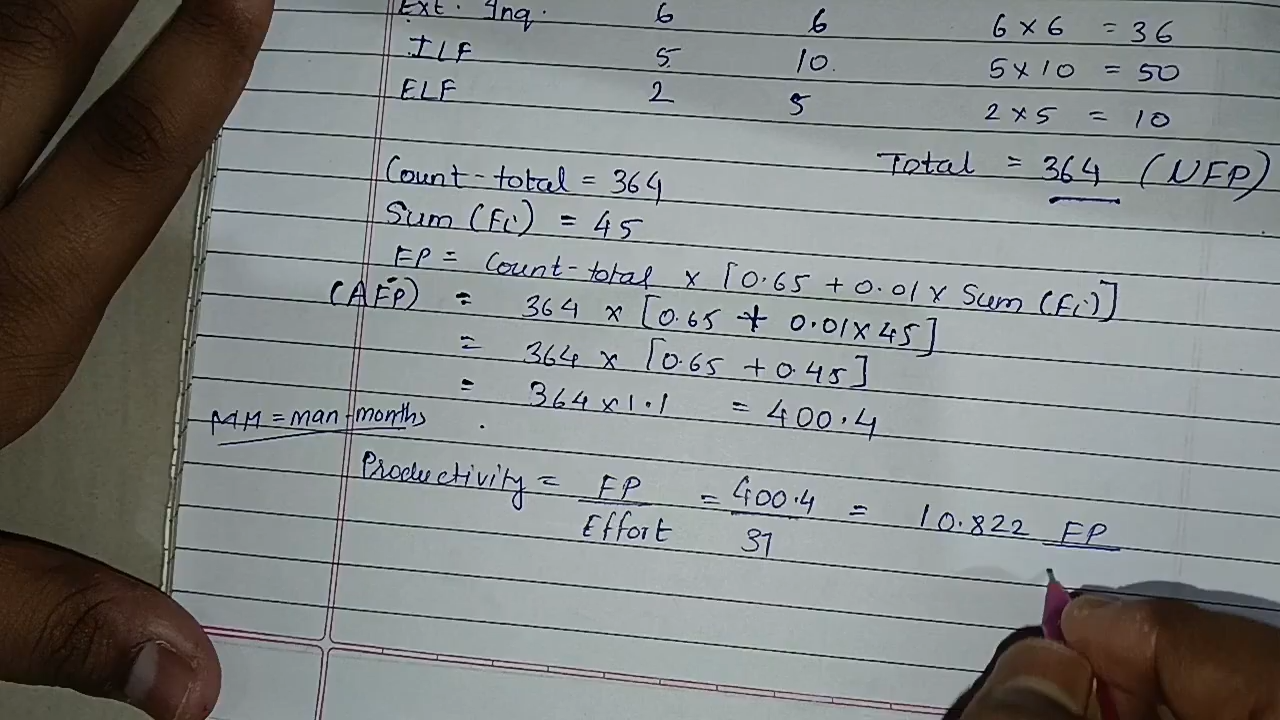 Ext. Inq. 6 6 6 × 6 = 36
ILF 5 10. 5 × 10 = 50
ELF 2 5 2 × 5 = 10
Total = 364 (NFP)
Count-total = 364
Sum (Fi) = 45
FP = Count-total × [0.65 + 0.01 × Sum (Fi)]
(AFP) = 364 × [0.65 + 0.01 × 45]
= 364 × [0.65 + 0.45]
= 364 × 1.1 = 400.4
MM = man-months
Productivity = FP / Effort = 400.4 / 37 = 10.822 FP